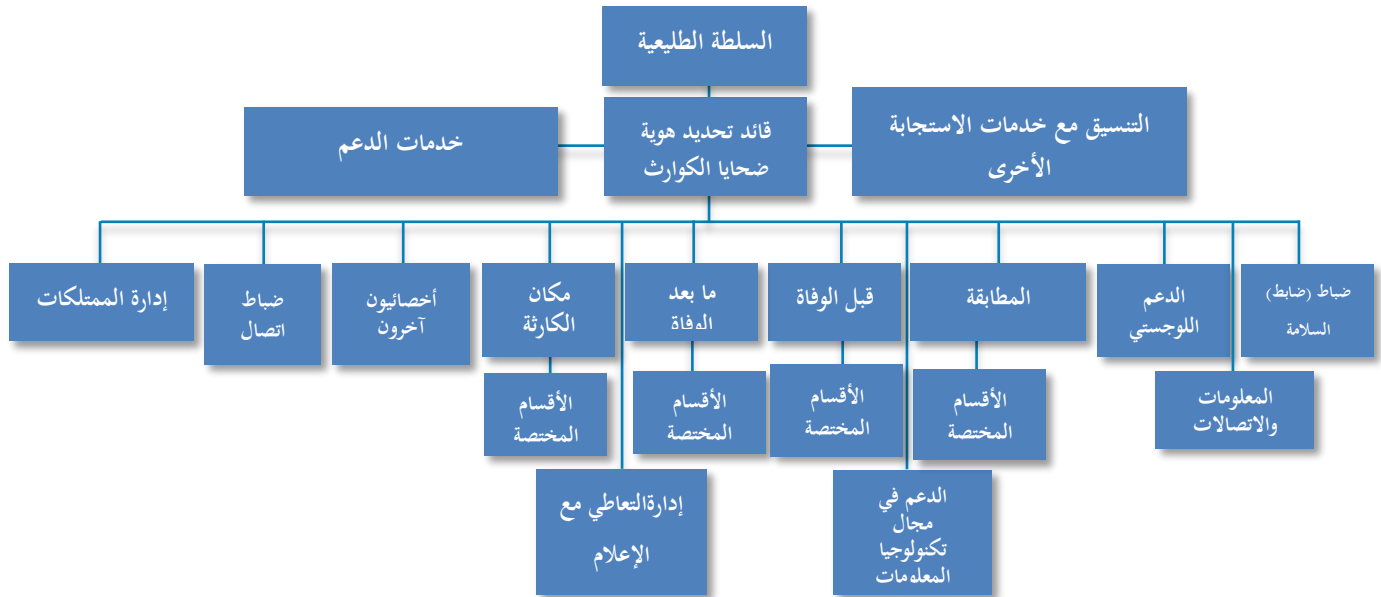 السلطة الطليعية
التنسيق مع خدمات الاستجابة
الأخرى
قائد تحديد هوية
ضحايا الكوارث
خدمات الدعم
ضباط (ضابط)
السلامة
الدعم
اللوجستي
المطابقة
قبل الوفاة
ما بعد
الوفاة
مكان
الكارثة
أخصائيون
آخرون
ضباط
اتصال
إدارة الممتلكات
المعلومات
والاتصالات
الأقسام
المختصة
الأقسام
المختصة
الأقسام
المختصة
الأقسام
المختصة
الدعم في
مجال
تكنولوجيا
المعلومات
إدارةالتعاطي مع
الإعلام